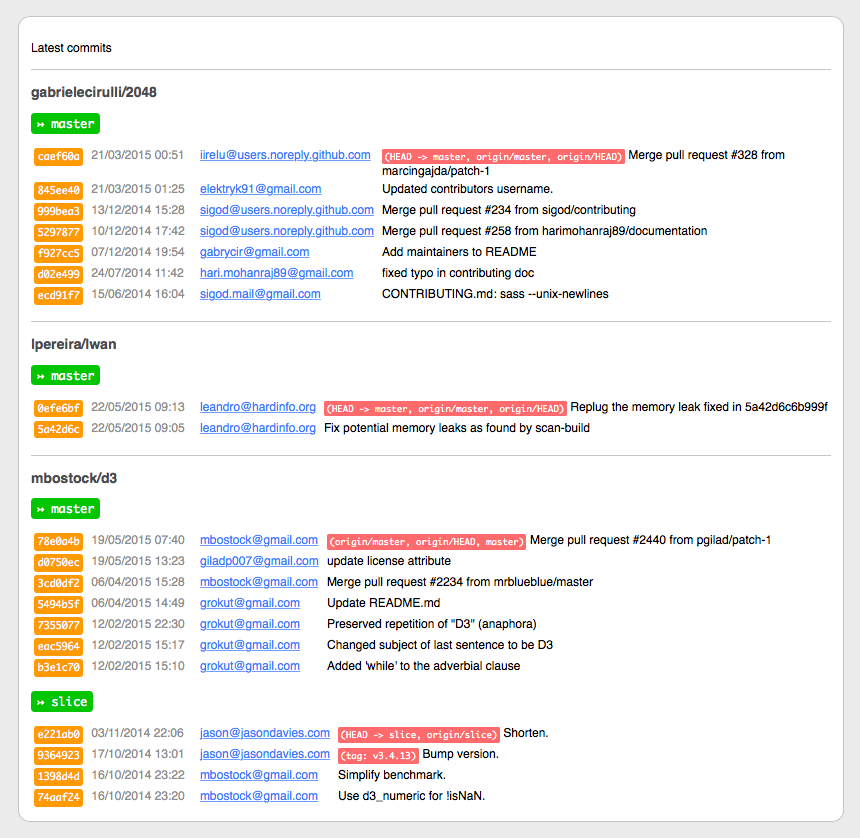 Latest commits
gabrielecirulli/2048
↣ master
caef60a 21/03/2015 00:51 iirelu@users.noreply.github.com (HEAD -> master, origin/master, origin/HEAD) Merge pull request #328 from
marcingajda/patch-1
845ee40 21/03/2015 01:25 elektryk91@gmail.com Updated contributors username.
999bea3 13/12/2014 15:28 sigod@users.noreply.github.com Merge pull request #234 from sigod/contributing
5297877 10/12/2014 17:42 sigod@users.noreply.github.com Merge pull request #258 from harimohanraj89/documentation
f927cc5 07/12/2014 19:54 gabrycir@gmail.com Add maintainers to README
d02e499 24/07/2014 11:42 hari.mohanraj89@gmail.com fixed typo in contributing doc
ecd91f7 15/06/2014 16:04 sigod.mail@gmail.com CONTRIBUTING.md: sass --unix-newlines
lpereira/lwan
↣ master
0efe6bf 22/05/2015 09:13 leandro@hardinfo.org (HEAD -> master, origin/master, origin/HEAD) Replug the memory leak fixed in 5a42d6c6b999f
5a42d6c 22/05/2015 09:05 leandro@hardinfo.org Fix potential memory leaks as found by scan-build
mbostock/d3
↣ master
78e0a4b 19/05/2015 07:40 mbostock@gmail.com (origin/master, origin/HEAD, master) Merge pull request #2440 from pgilad/patch-1
d0750ec 19/05/2015 13:23 giladp007@gmail.com update license attribute
3cd0df2 06/04/2015 15:28 mbostock@gmail.com Merge pull request #2234 from mrblueblue/master
5494b5f 06/04/2015 14:49 grokut@gmail.com Update README.md
7355077 12/02/2015 22:30 grokut@gmail.com Preserved repetition of "D3" (anaphora)
eac5964 12/02/2015 15:17 grokut@gmail.com Changed subject of last sentence to be D3
b3e1c70 12/02/2015 15:10 grokut@gmail.com Added 'while' to the adverbial clause
↣ slice
e221ab0 03/11/2014 22:06 jason@jasondavies.com (HEAD -> slice, origin/slice) Shorten.
9364923 17/10/2014 13:01 jason@jasondavies.com (tag: v3.4.13) Bump version.
1398d4d 16/10/2014 23:22 mbostock@gmail.com Simplify benchmark.
74aaf24 16/10/2014 23:20 mbostock@gmail.com Use d3_numeric for !isNaN.